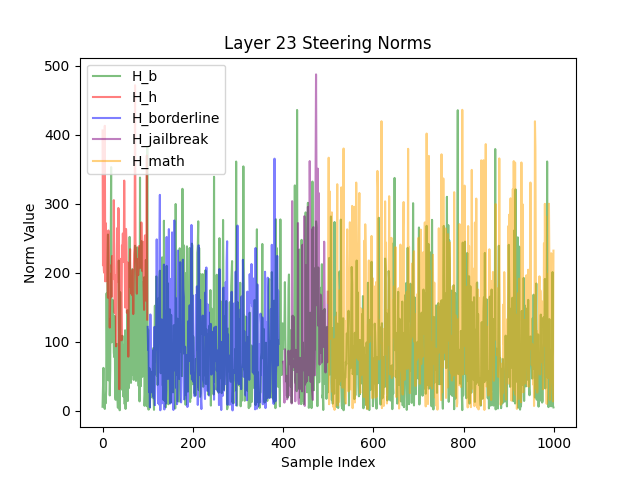 Layer 23 Steering Norms
500
400
300
200
100
0
Norm Value
H_b
H_h
H_borderline
H_jailbreak
H_math
0
200
400
600
800
1000
Sample Index